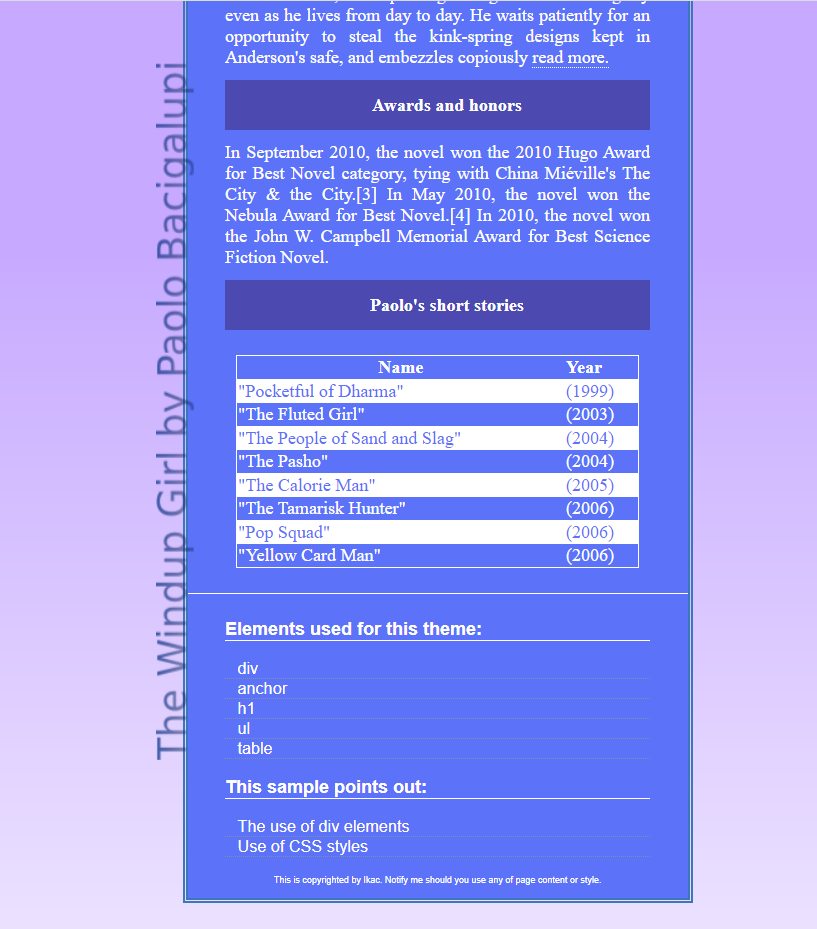 even as he lives from day to day. He waits patiently for an
opportunity to steal the kink-spring designs kept in
Anderson's safe, and embezzles copiously read more.
Awards and honors
In September 2010, the novel won the 2010 Hugo Award
for Best Novel category, tying with China Miéville's The
City & the City.[3] In May 2010, the novel won the
Nebula Award for Best Novel.[4] In 2010, the novel won
the John W. Campbell Memorial Award for Best Science
Fiction Novel.
Paolo's short stories
Name Year
"Pocketful of Dharma" (1999)
"The Fluted Girl" (2003)
"The People of Sand and Slag" (2004)
"The Pasho" (2004)
"The Calorie Man" (2005)
"The Tamarisk Hunter" (2006)
"Pop Squad" (2006)
"Yellow Card Man" (2006)
Elements used for this theme:
div
anchor
h1
ul
table
This sample points out:
The use of div elements
Use of CSS styles
This is copyrighted by Ikac. Notify me should you use any of page content or style.
The Windup Girl by Paolo Bacigalupi